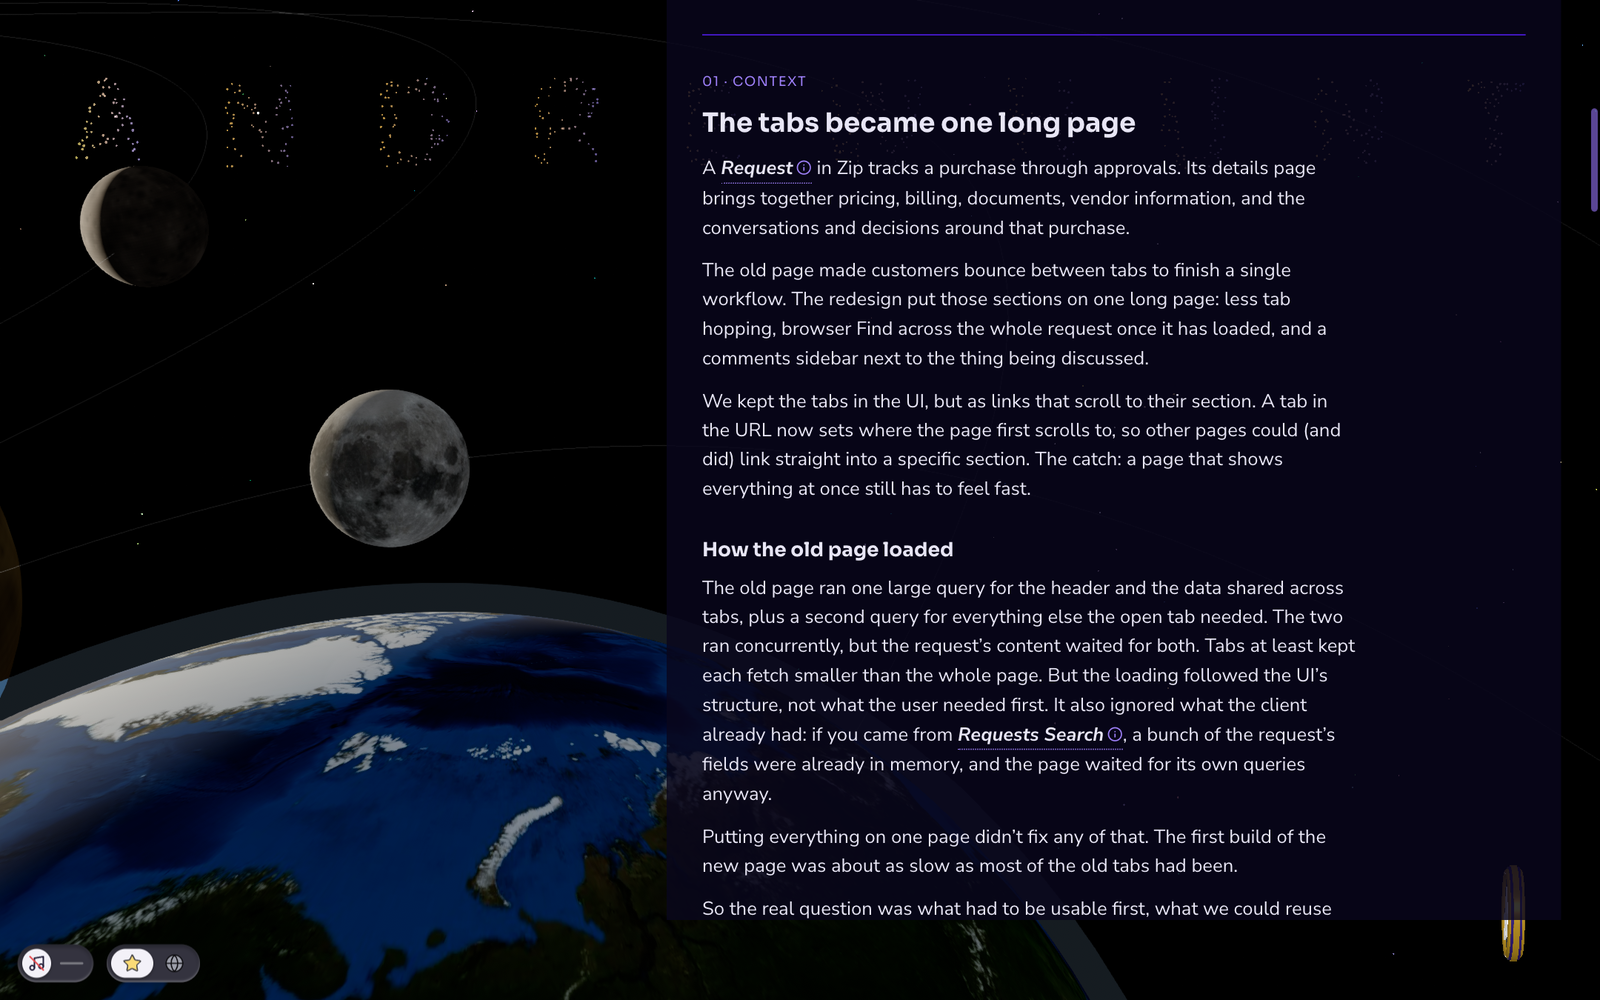 A N D R
01 · CONTEXT
The tabs became one long page
A Request in Zip tracks a purchase through approvals. Its details page
brings together pricing, billing, documents, vendor information, and the
conversations and decisions around that purchase.
The old page made customers bounce between tabs to finish a single
workflow. The redesign put those sections on one long page: less tab
hopping, browser Find across the whole request once it has loaded, and a
comments sidebar next to the thing being discussed.
We kept the tabs in the UI, but as links that scroll to their section. A tab in
the URL now sets where the page first scrolls to, so other pages could (and
did) link straight into a specific section. The catch: a page that shows
everything at once still has to feel fast.
How the old page loaded
The old page ran one large query for the header and the data shared across
tabs, plus a second query for everything else the open tab needed. The two
ran concurrently, but the request’s content waited for both. Tabs at least kept
each fetch smaller than the whole page. But the loading followed the UI’s
structure, not what the user needed first. It also ignored what the client
already had: if you came from Requests Search, a bunch of the request’s
fields were already in memory, and the page waited for its own queries
anyway.
Putting everything on one page didn’t fix any of that. The first build of the
new page was about as slow as most of the old tabs had been.
So the real question was what had to be usable first, what we could reuse